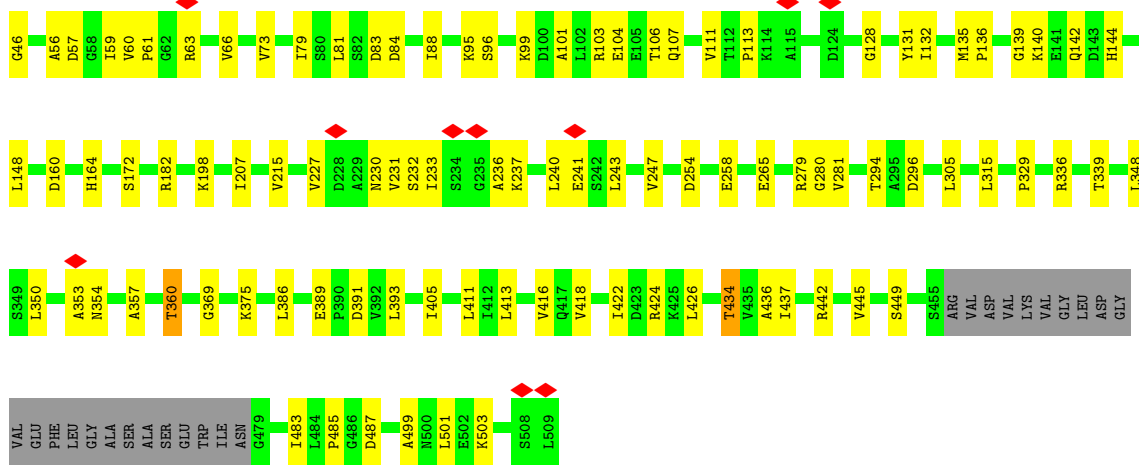 G46 A56 D57 G58 I59 V60 P61 G62 R63 V66 V73 I79 S80 L81 S82 D83 D84 I88 K95 S96 K99 D100 A101 L102 R103 E104 E105 T106 Q107 V111 T112 P113 K114 A115 D124 G128 Y131 I132 M135 P136 G139 K140 E141 Q142 D143 H144
L148 D160 H164 S172 R182 K198 I207 V215 V227 D228 A229 N230 V231 S232 I233 S234 G235 A236 K237 L240 E241 S242 L243 V247 D254 E258 E265 R279 G280 V281 T294 A295 D296 L305 L315 P329 R336 T339 L348
S349 L350 A353 N354 A357 T360 G369 K375 L386 E389 P390 D391 V392 L393 I405 L411 I412 L413 V416 Q417 V418 I422 D423 R424 K425 L426 T434 V435 A436 I437 R442 V445 S449 S455 ARG VAL ASP VAL LYS VAL GLY LEU ASP GLY
VAL GLU PHE LEU GLY ALA SER ALA SER GLU TRP ILE ASN G479 I483 L484 P485 G486 D487 A499 N500 L501 E502 K503 S508 L509